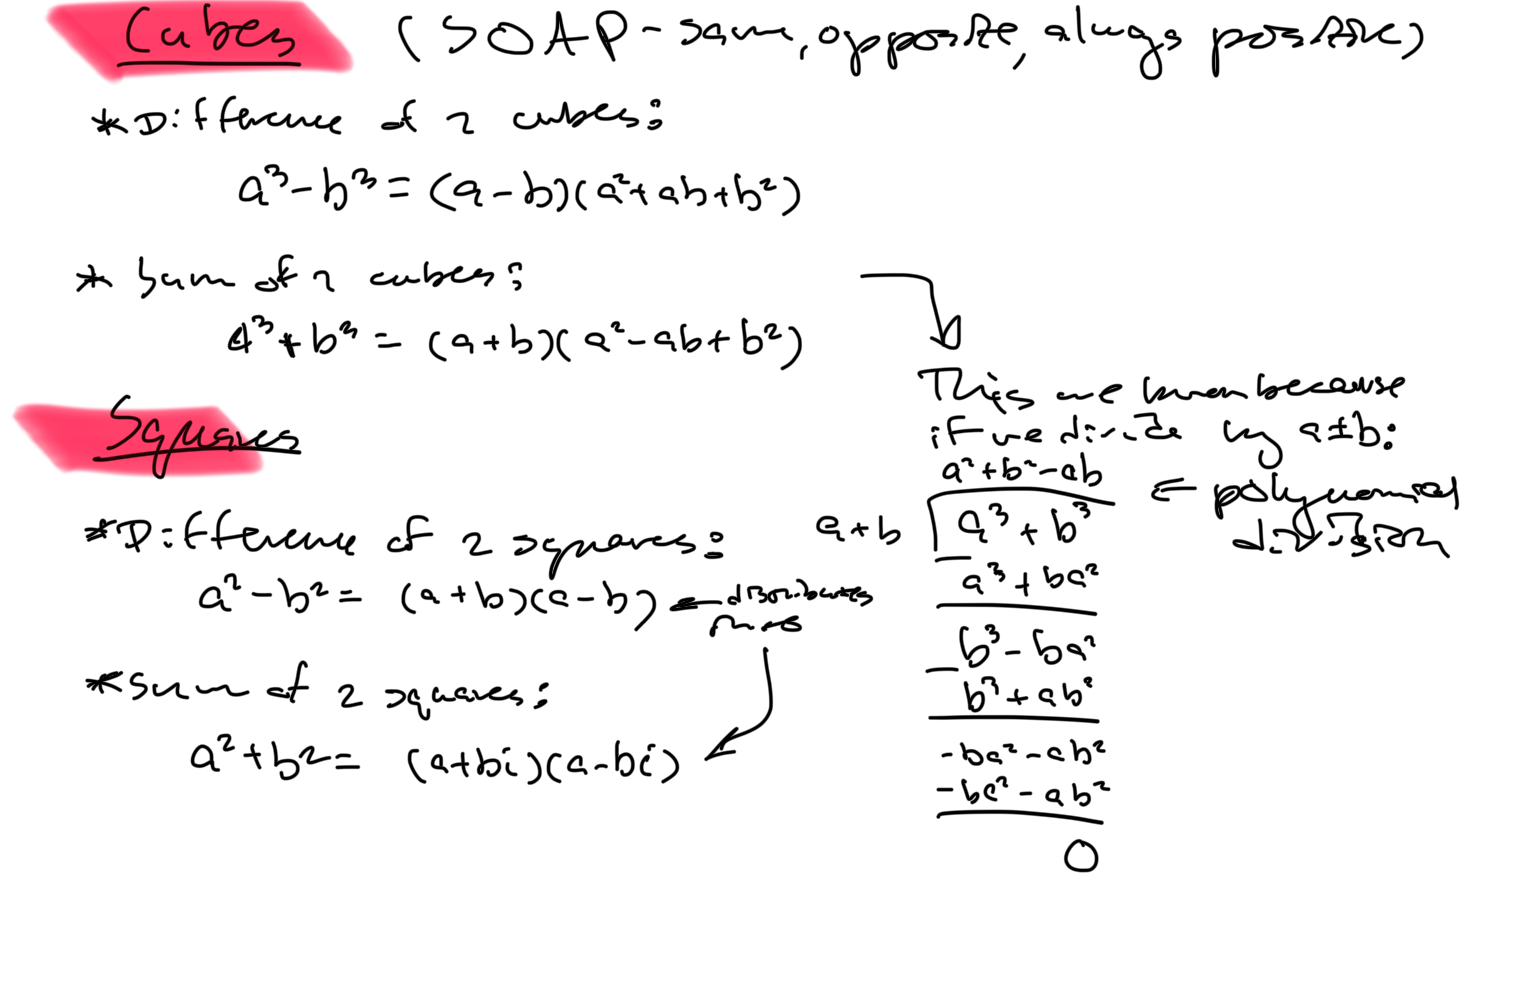 Cubes (SOAP - same, opposite, always positive)
*Difference of 2 cubes:
a³-b³ = (a-b)(a²+ab+b²)
* Sum of 2 cubes:
a³+b³ = (a+b)(a²-ab+b²)
Squares
*Difference of 2 squares:
a²-b² = (a+b)(a-b) ← distributes
*Sum of 2 squares:
a²+b² = (a+bi)(a-bi)
This are known because
if we divide by a±b:
a²+b²-ab
a+b a³+b³ ← polynomial division
- a³+ba²
b³-ba²
- b³+ab²
-ba²-ab²
-ba²-ab²
0